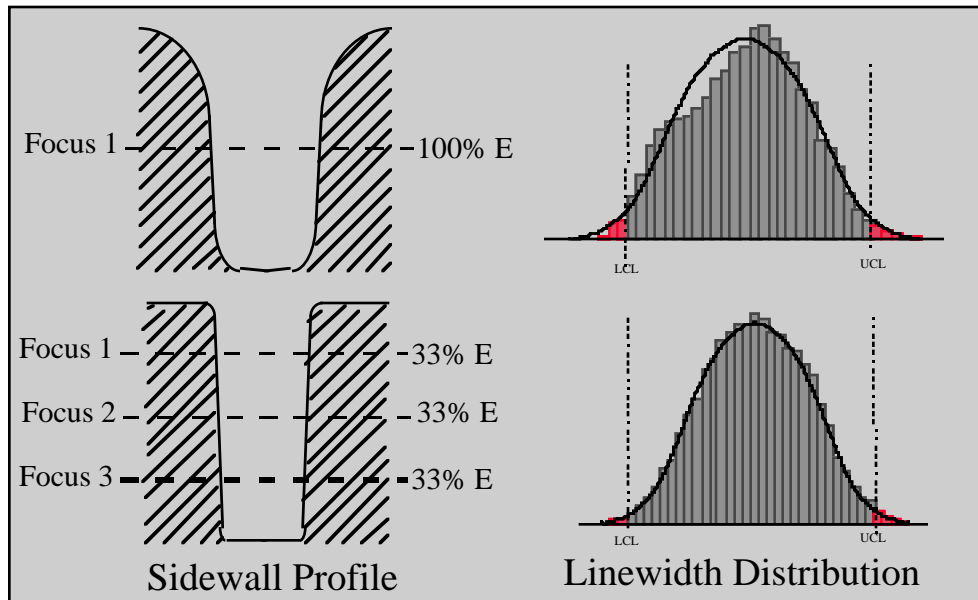 Focus 1
100% E
LCL
UCL
Focus 1
33% E
Focus 2
33% E
Focus 3
33% E
LCL
UCL
Sidewall Profile
Linewidth Distribution